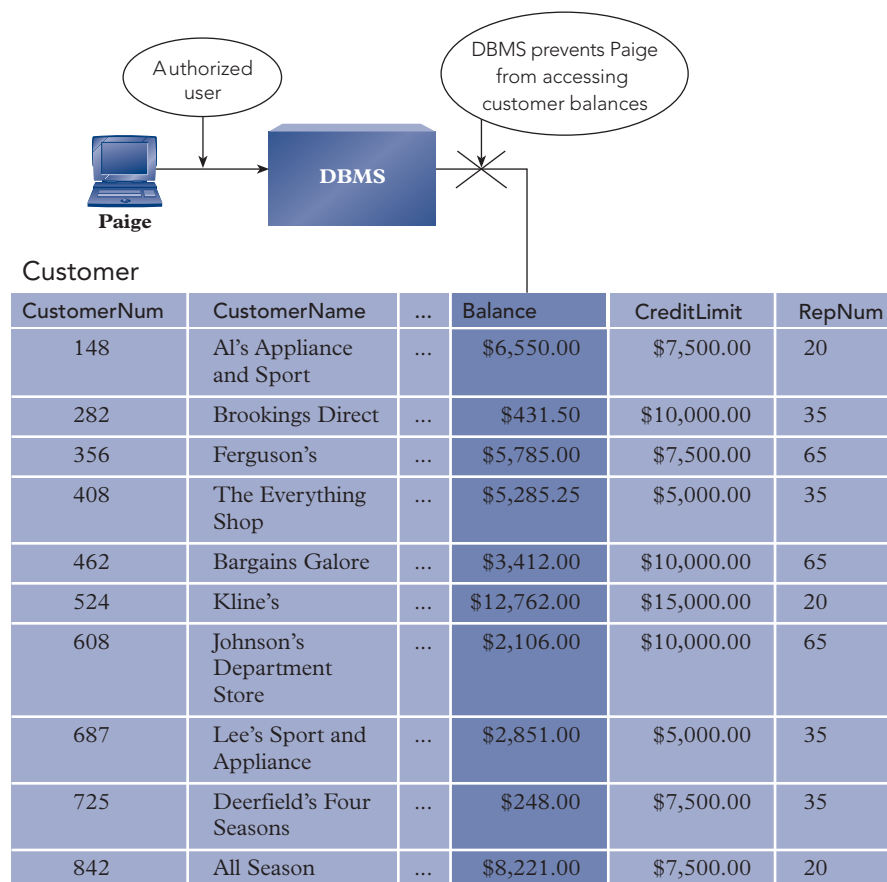 Authorized
user
DBMS prevents Paige
from accessing
customer balances
DBMS
Paige
Customer
CustomerNum CustomerName ... Balance CreditLimit RepNum
148 Al's Appliance ... $6,550.00 $7,500.00 20
and Sport
282 Brookings Direct ... $431.50 $10,000.00 35
356 Ferguson's ... $5,785.00 $7,500.00 65
408 The Everything ... $5,285.25 $5,000.00 35
Shop
462 Bargains Galore ... $3,412.00 $10,000.00 65
524 Kline's ... $12,762.00 $15,000.00 20
608 Johnson's ... $2,106.00 $10,000.00 65
Department
Store
687 Lee's Sport and ... $2,851.00 $5,000.00 35
Appliance
725 Deerfield's Four ... $248.00 $7,500.00 35
Seasons
842 All Season ... $8,221.00 $7,500.00 20